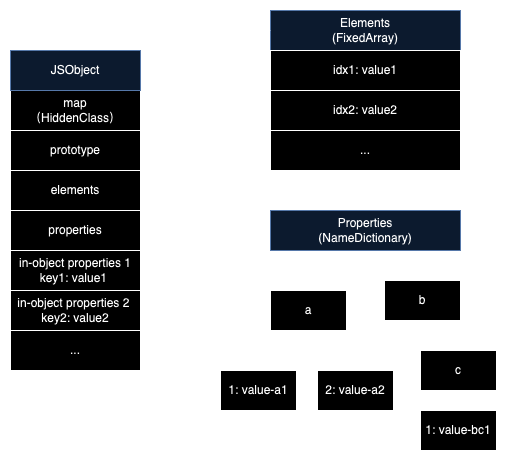 JSObject
map
(HiddenClass)
prototype
elements
properties
in-object properties 1
key1: value1
in-object properties 2
key2: value2
...
Elements
(FixedArray)
idx1: value1
idx2: value2
...
Properties
(NameDictionary)
a
b
c
1: value-a1
2: value-a2
1: value-bc1